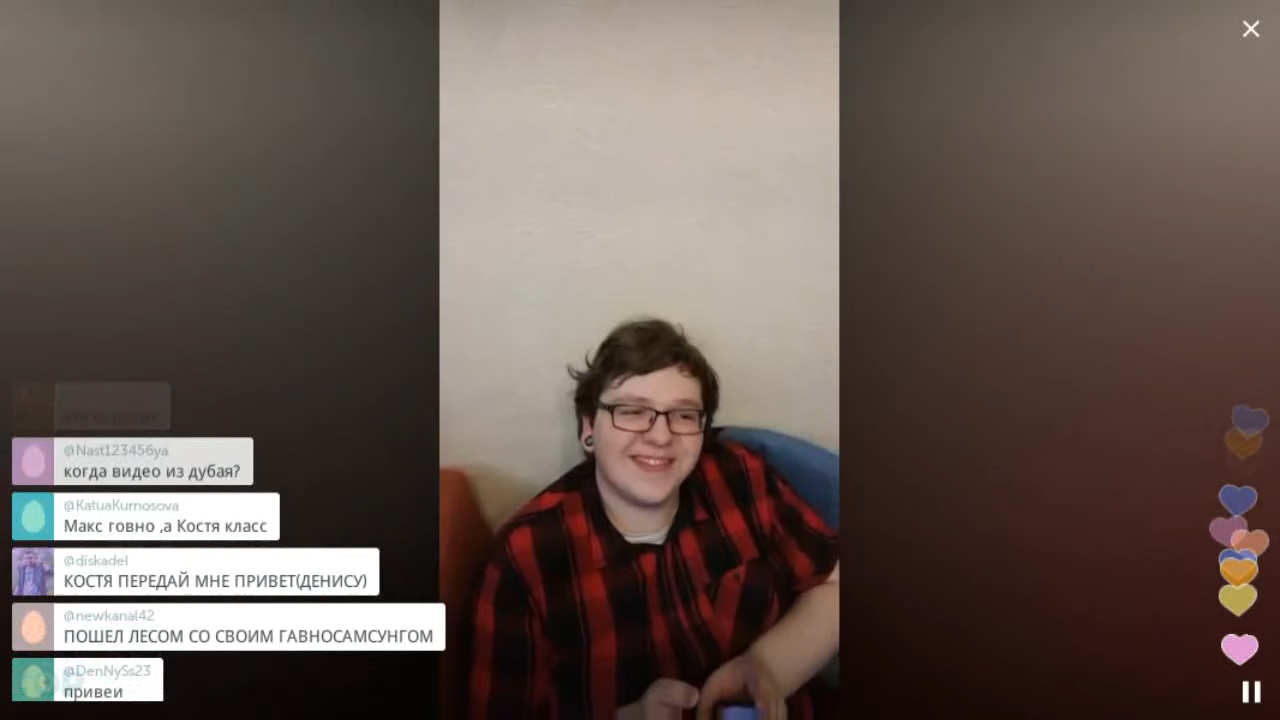 @Nast123456ya
когда видео из дубая?
@KatuaKurnosova
Макс говно ,а Костя класс
@diskadel
КОСТЯ ПЕРЕДАЙ МНЕ ПРИВЕТ(ДЕНИСУ)
@newkanal42
ПОШЕЛ ЛЕСОМ СО СВОИМ ГАВНОСАМСУНГОМ
@DenNySs23
привеи